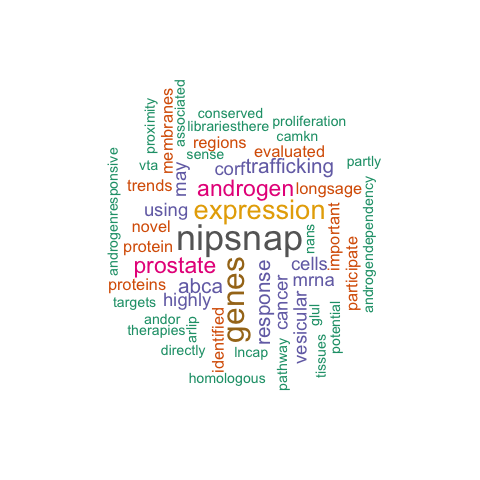 conserved
librariesthere
proliferation
camkn
regions
evaluated
sense
partly
proximity
associated
membranes
androgenresponsive
vta
may
corf
trafficking
trends
androgen
longsage
using
expression
novel
nipsnap
nans
important
androgendependency
protein
prostate
genes
response
cells
participate
proteins
abca
mrna
targets
highly
cancer
vesicular
glul
potential
andor
therapies
arlip
identified
directly
lncap
pathway
tissues
homologous